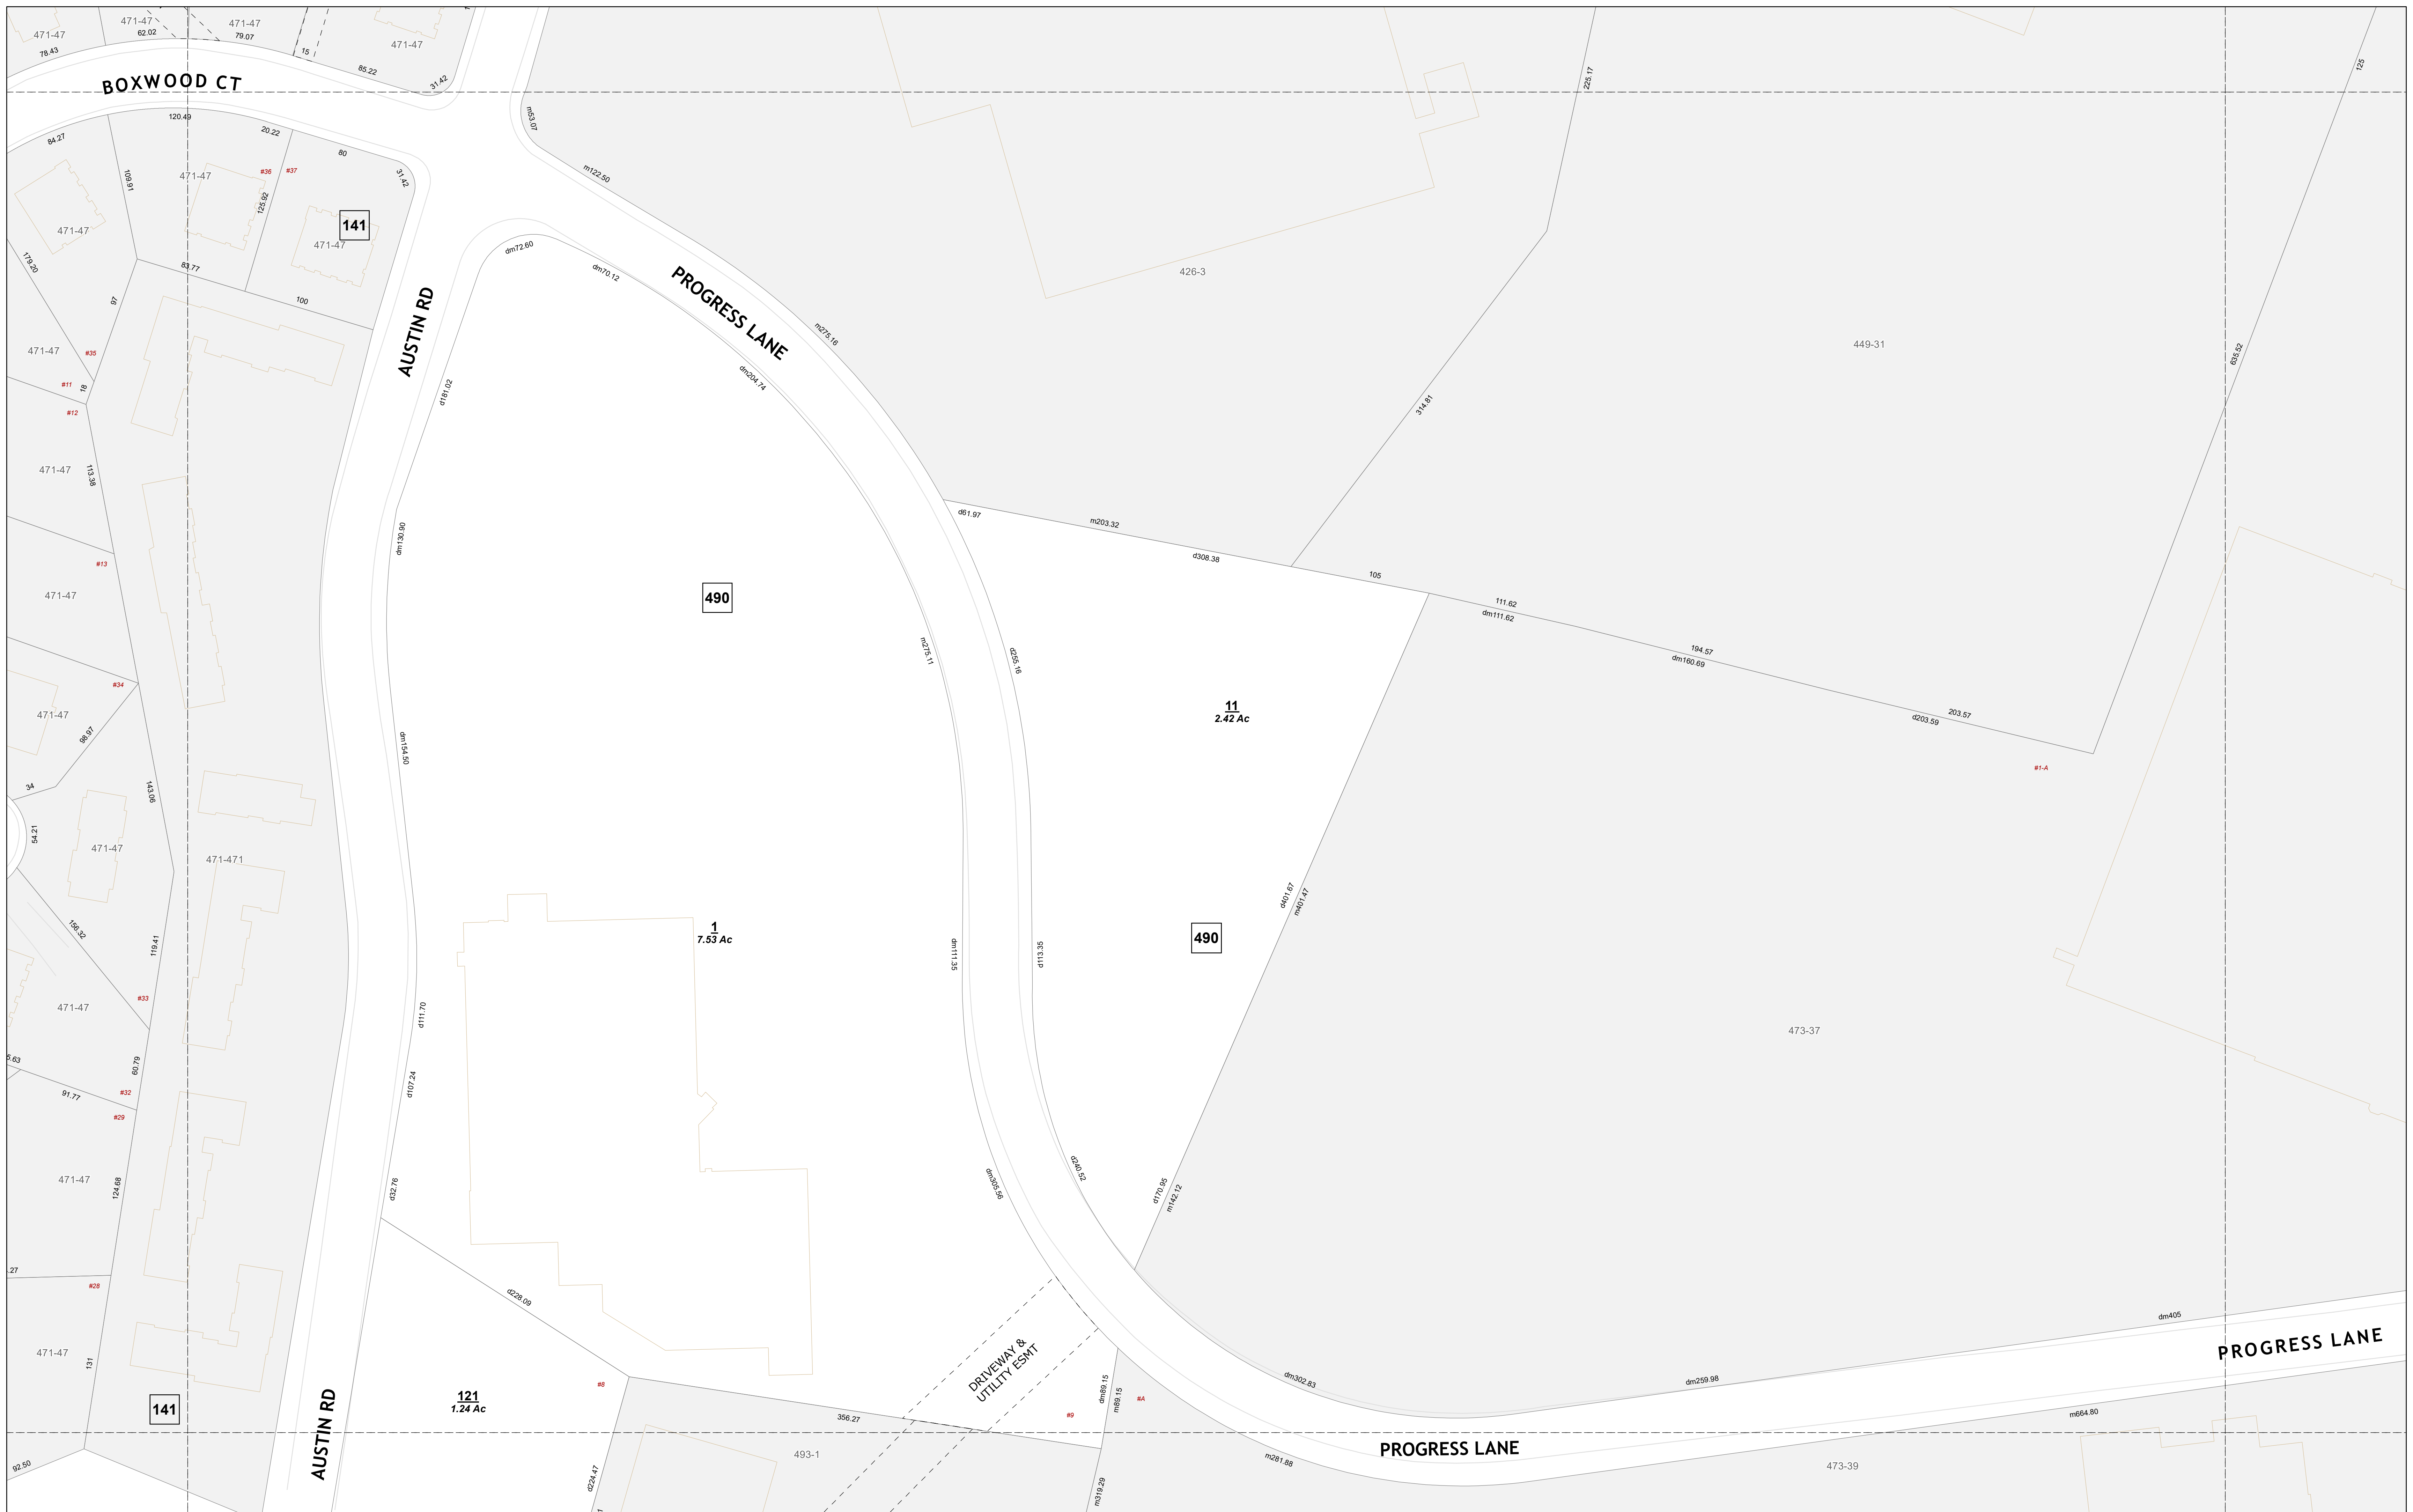 471-47
471-47
471-47
471-47
62.02
79.07
78.43
15
85.22
31.42
BOXWOOD CT
225.17
125
84.27
120.49
20.22
80
31.42
m53.07
m122.50
109.91
471-47
#36
#37
125.92
141
471-47
471-47
dm72.60
dm70.12
PROGRESS LANE
426-3
179.20
83.77
100
97
AUSTIN RD
m275.16
449-31
635.52
471-47
#35
#11
18
#12
d181.02
dm204.74
314.81
113.38
471-47
d61.97
m203.32
d308.38
dm130.90
#13
105
111.62
dm111.62
471-47
490
m275.11
d255.16
194.57
dm160.69
#34
471-47
98.97
dm154.50
11
2.42 Ac
203.57
d203.59
#1-A
34
143.06
54.21
471-47
471-471
156.32
119.41
1
7.53 Ac
dm111.35
d113.35
490
d401.67
m401.47
#33
471-47
d111.70
473-37
5.63
60.79
d107.24
91.77
#32
#29
471-47
124.68
d32.76
dm305.56
d240.52
d170.95
m142.12
.27
#28
d228.09
471-47
131
141
AUSTIN RD
121
1.24 Ac
#8
DRIVEWAY &
UTILITY ESMT
dm89.15
m89.15
#A
#9
dm302.83
dm259.98
dm405
PROGRESS LANE
356.27
493-1
m664.80
PROGRESS LANE
92.50
d224.47
m319.29
m281.88
473-39